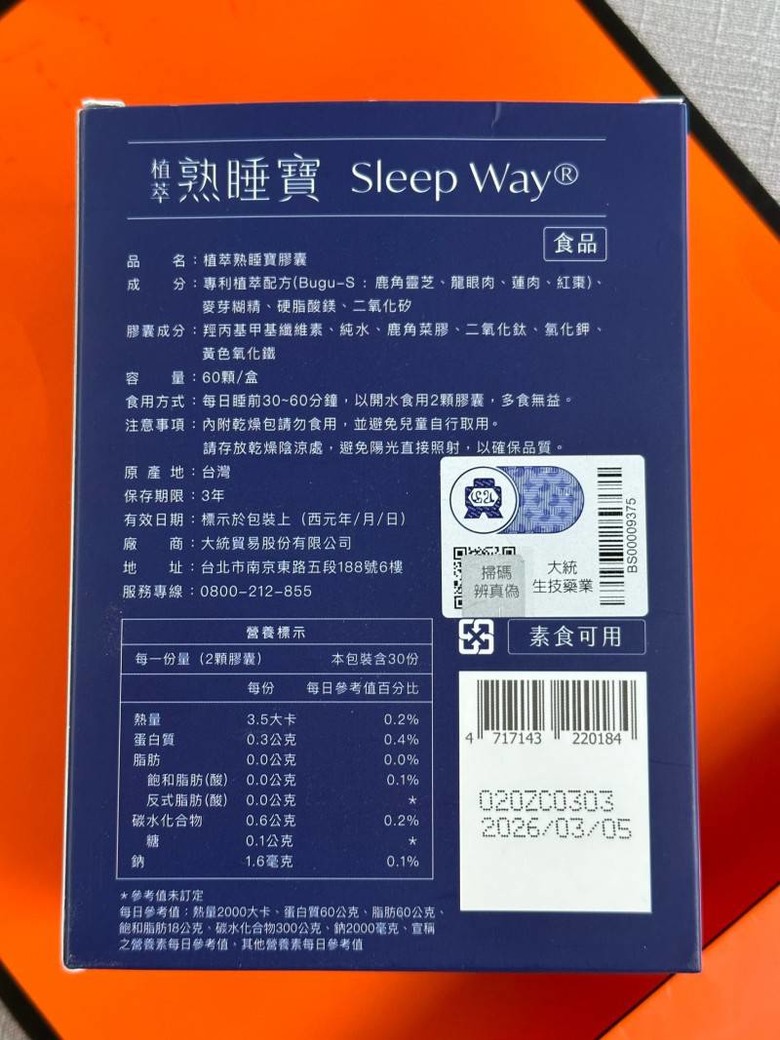 植萃 熟睡寶 Sleep Way®
食品
品 名：植萃熟睡寶膠囊
成 分：專利植萃配方(Bugu-S : 鹿角靈芝、龍眼肉、蓮肉、紅棗)、
麥芽糊精、硬脂酸鎂、二氧化矽
膠囊成分：羥丙基甲基纖維素、純水、鹿角菜膠、二氧化鈦、氯化鉀、
黃色氧化鐵
容 量：60顆/盒
食用方式：每日睡前30~60分鐘，以開水食用2顆膠囊，多食無益。
注意事項：內附乾燥包請勿食用，並避免兒童自行取用。
請存放乾燥陰涼處，避免陽光直接照射，以確保品質。
原 產 地：台灣
保存期限：3年
有效日期：標示於包裝上（西元年/月/日）
廠 商：大統貿易股份有限公司
地 址：台北市南京東路五段188號6樓
服務專線：0800-212-855
掃碼
辨真偽
大統
生技藥業
BS00009375
素食可用
營養標示
每一份量（2顆膠囊） 本包裝含30份
每份 每日參考值百分比
熱量 3.5大卡 0.2%
蛋白質 0.3公克 0.4%
脂肪 0.0公克 0.0%
飽和脂肪(酸) 0.0公克 0.1%
反式脂肪(酸) 0.0公克 *
碳水化合物 0.6公克 0.2%
糖 0.1公克 *
鈉 1.6毫克 0.1%
*參考值未訂定
每日參考值：熱量2000大卡、蛋白質60公克、脂肪60公克、
飽和脂肪18公克、碳水化合物300公克、鈉2000毫克、宣稱
之營養素每日參考值，其他營養素每日參考值
4 717143 220184
020ZC0303
2026/03/05